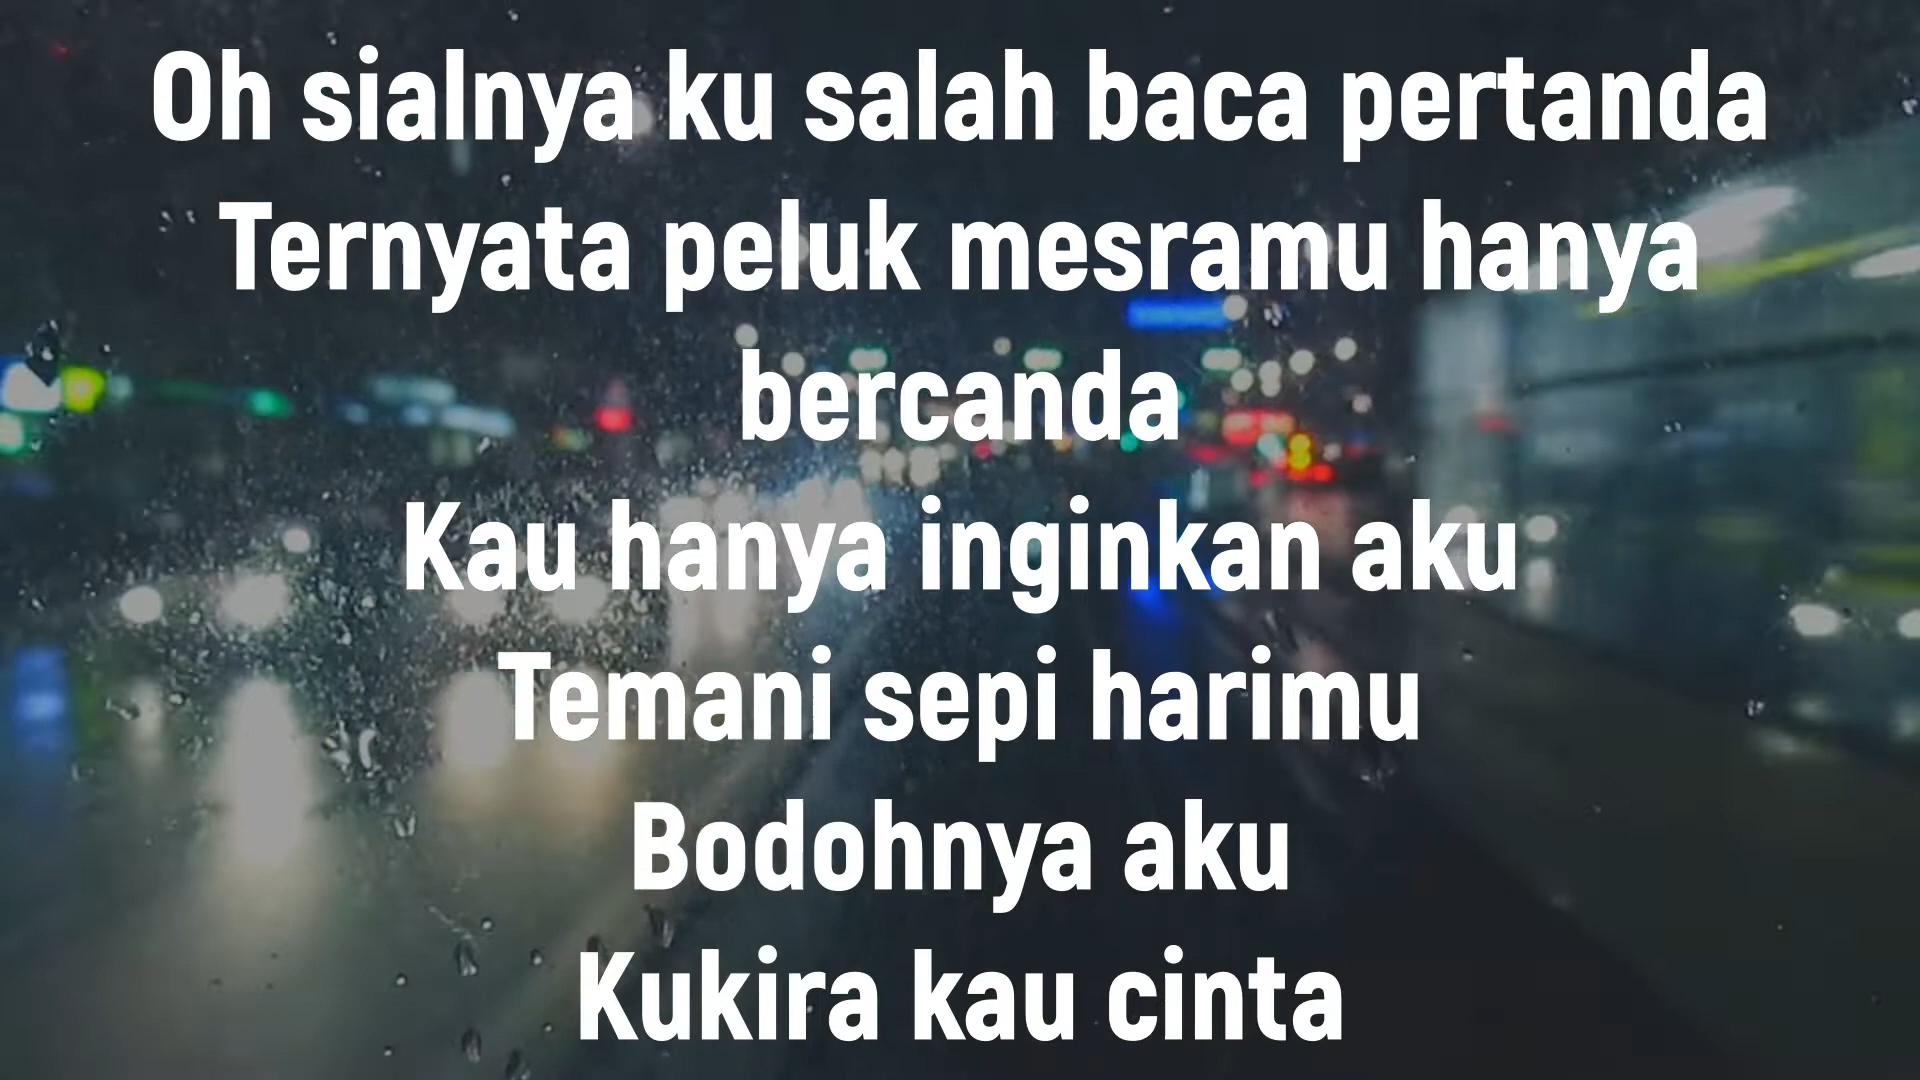 Oh sialnya ku salah baca pertanda
Ternyata peluk mesramu hanya
bercanda
Kau hanya inginkan aku
Temani sepi harimu
Bodohnya aku
Kukira kau cinta